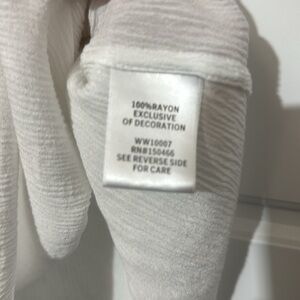 100%RAYON
EXCLUSIVE
OF DECORATION
WW10007
RN#150466
SEE REVERSE SIDE
FOR CARE